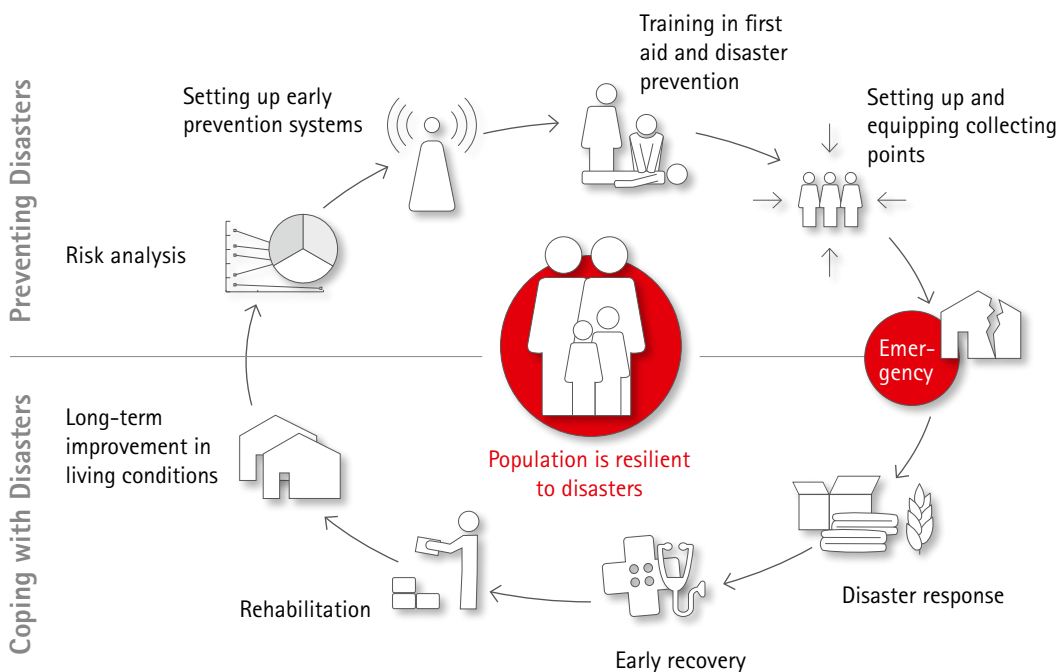 Preventing Disasters
Training in first
aid and disaster
prevention
Setting up early
prevention systems
Setting up and
equipping collecting
points
Risk analysis
Emer-
gency
Coping with Disasters
Long-term
improvement in
living conditions
Population is resilient
to disasters
Rehabilitation
Early recovery
Disaster response